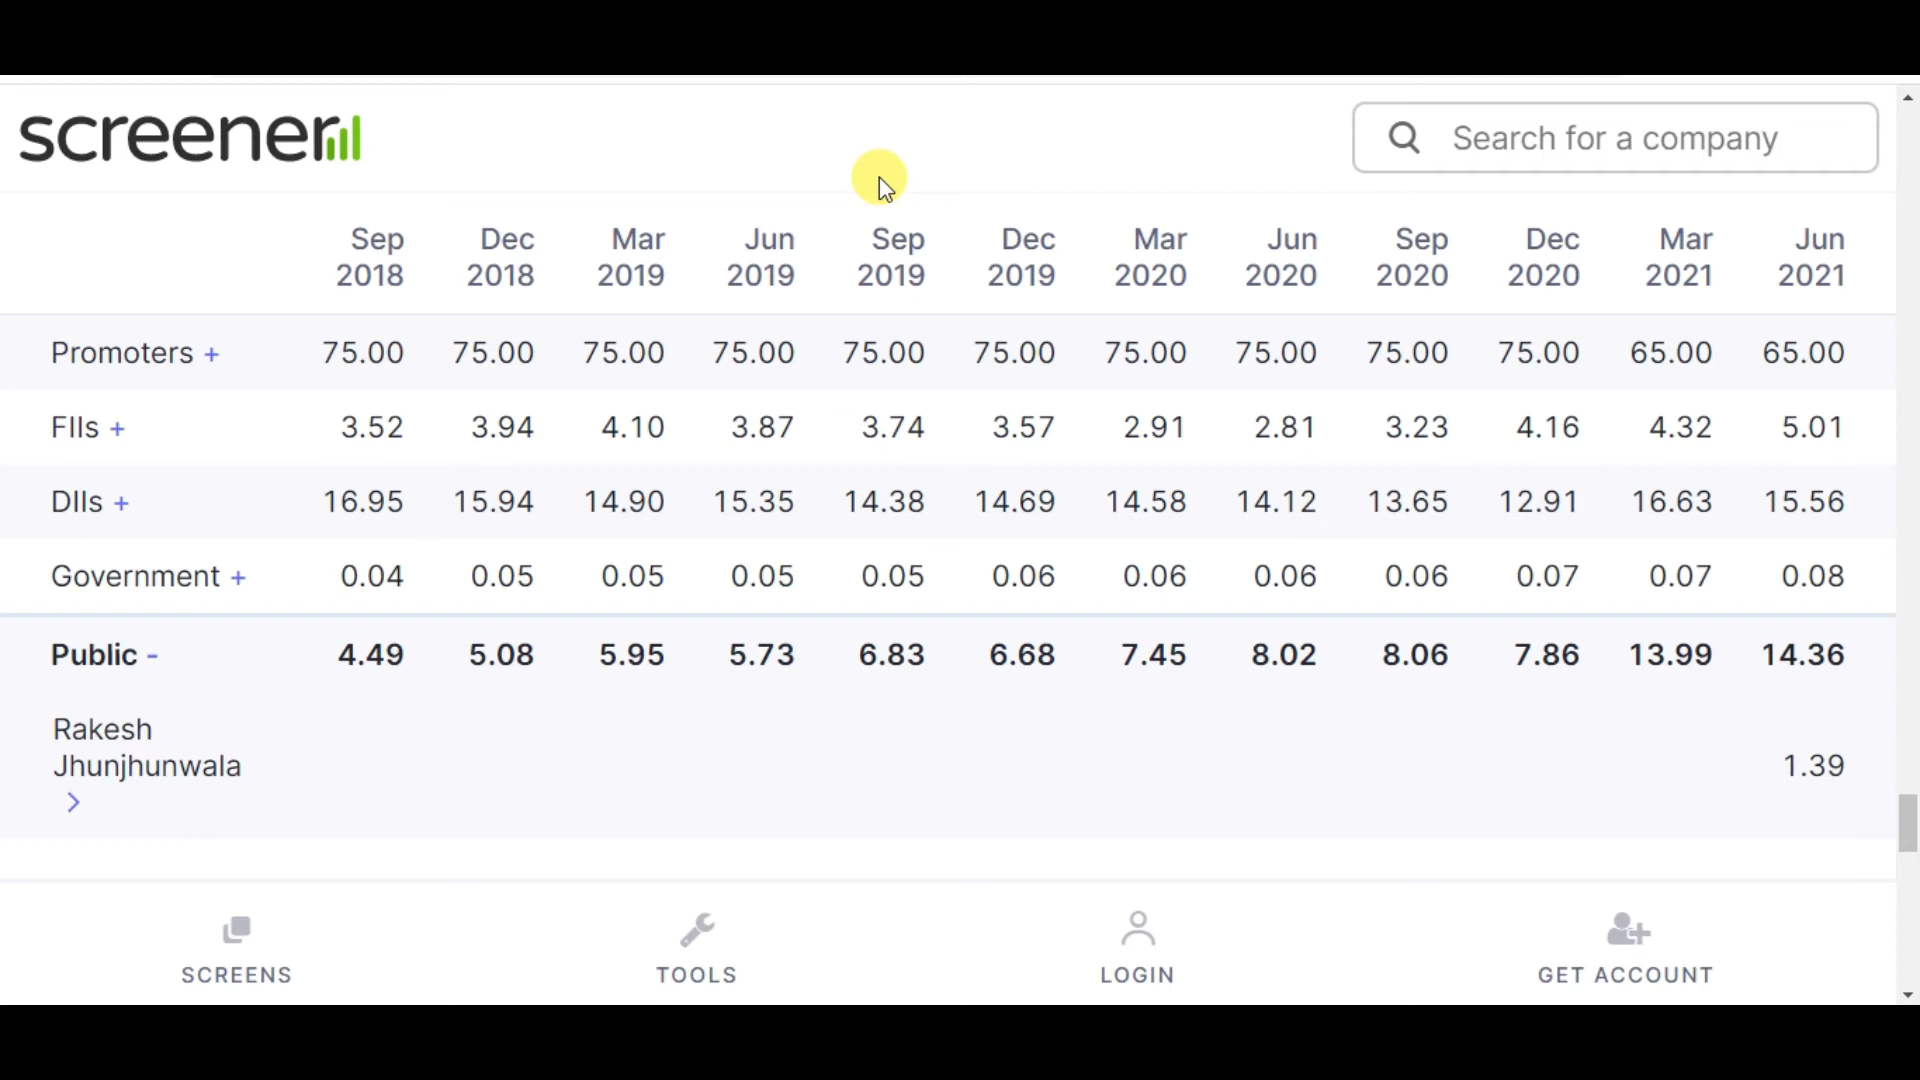 screener
Search for a company
Sep 2018 Dec 2018 Mar 2019 Jun 2019 Sep 2019 Dec 2019 Mar 2020 Jun 2020 Sep 2020 Dec 2020 Mar 2021 Jun 2021
Promoters + 75.00 75.00 75.00 75.00 75.00 75.00 75.00 75.00 75.00 75.00 65.00 65.00
FIIs + 3.52 3.94 4.10 3.87 3.74 3.57 2.91 2.81 3.23 4.16 4.32 5.01
DIIs + 16.95 15.94 14.90 15.35 14.38 14.69 14.58 14.12 13.65 12.91 16.63 15.56
Government + 0.04 0.05 0.05 0.05 0.05 0.06 0.06 0.06 0.06 0.07 0.07 0.08
Public - 4.49 5.08 5.95 5.73 6.83 6.68 7.45 8.02 8.06 7.86 13.99 14.36
Rakesh
Jhunjhunwala 1.39
SCREENS TOOLS LOGIN GET ACCOUNT